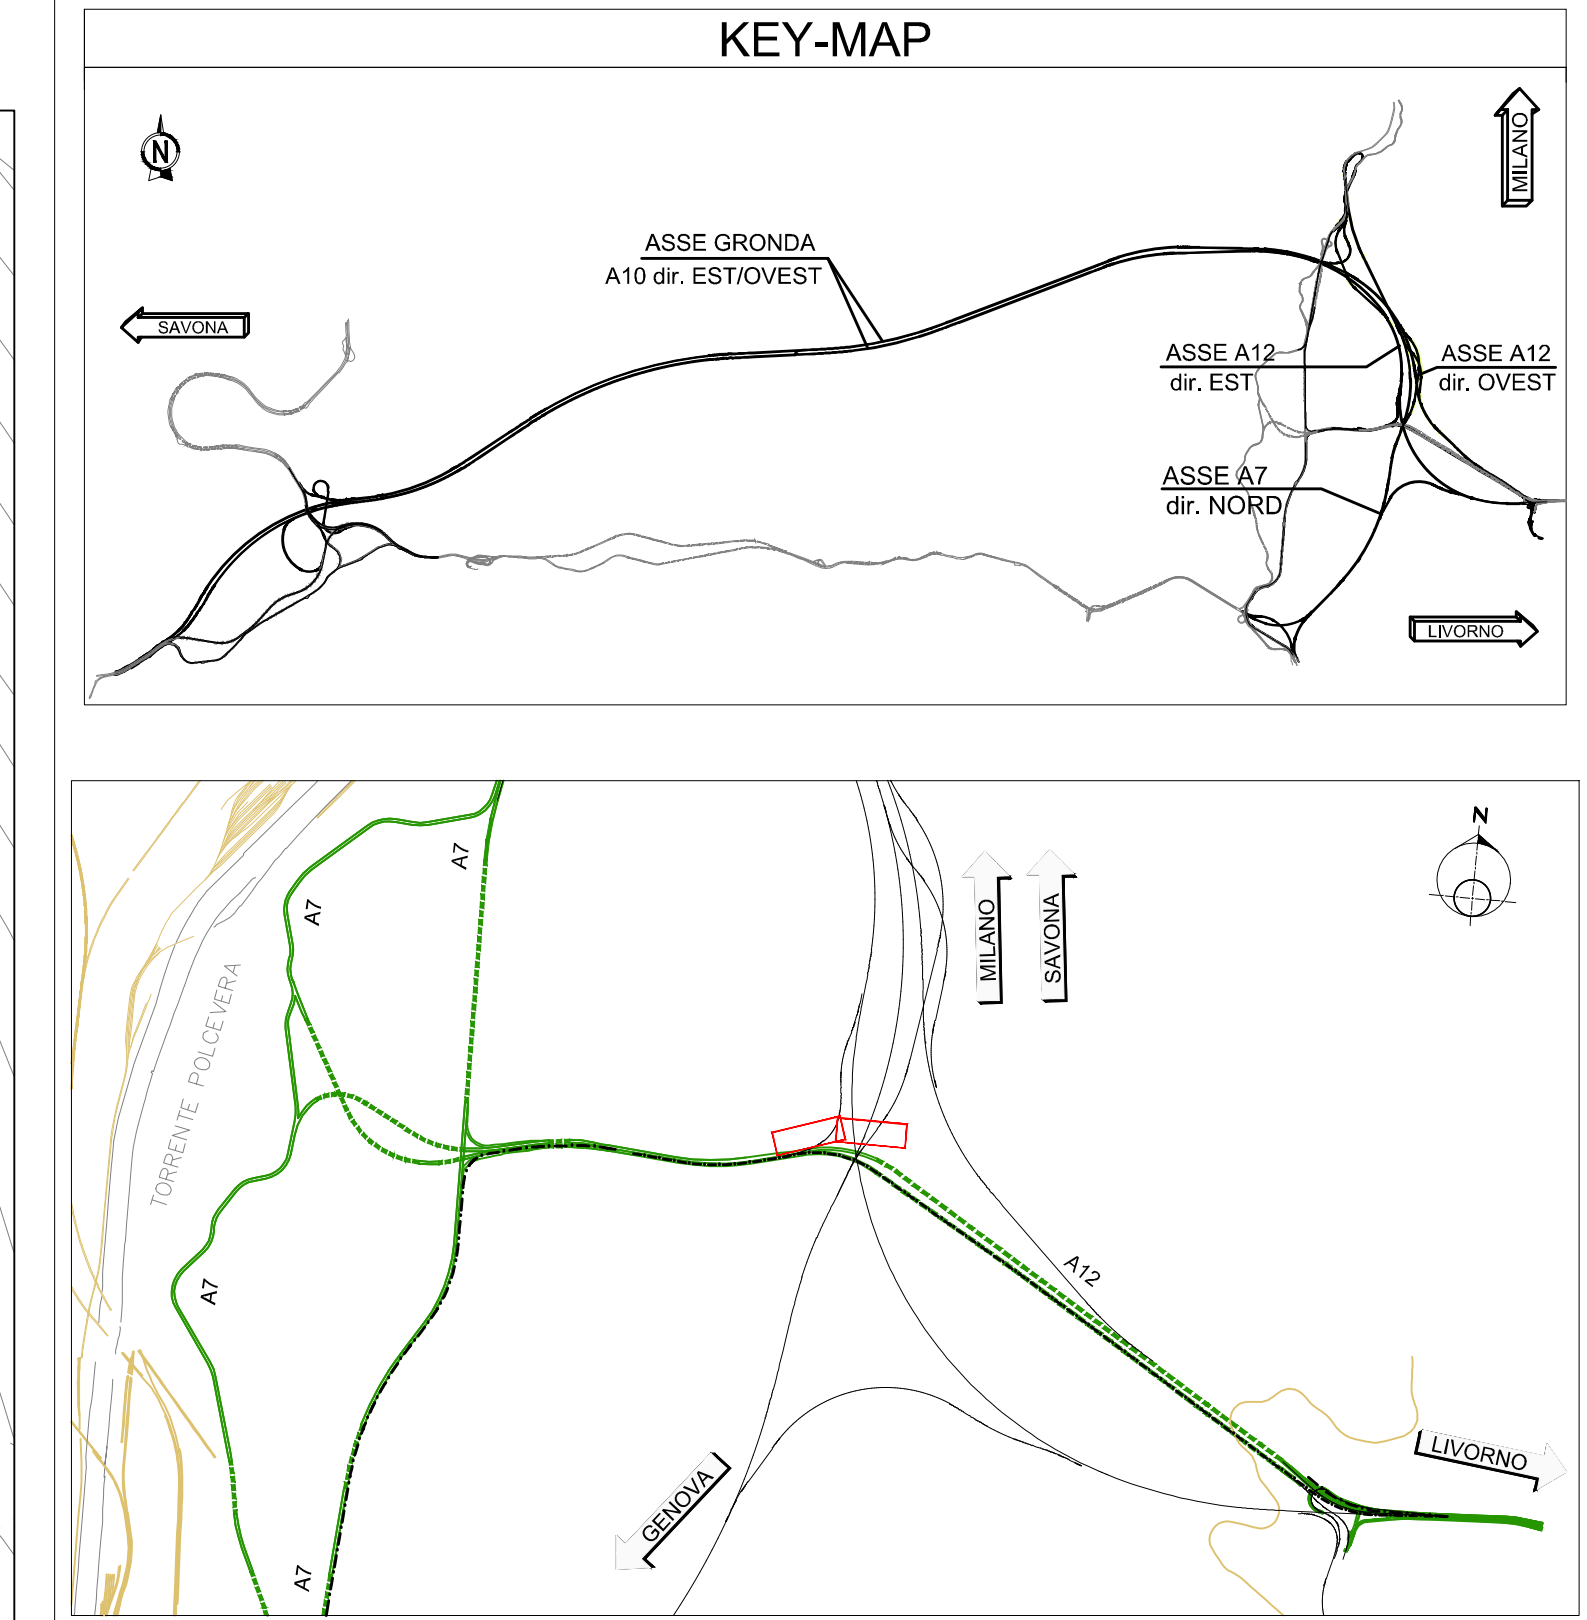 KEY-MAP
N
MILANO
ASSE GRONDA
A10 dir. EST/OVEST
SAVONA
ASSE A12
dir. EST
ASSE A12
dir. OVEST
ASSE A7
dir. NORD
LIVORNO
N
A7
A7
MILANO
SAVONA
TORRENTE POLCEVERA
A7
A12
LIVORNO
GENOVA
A7